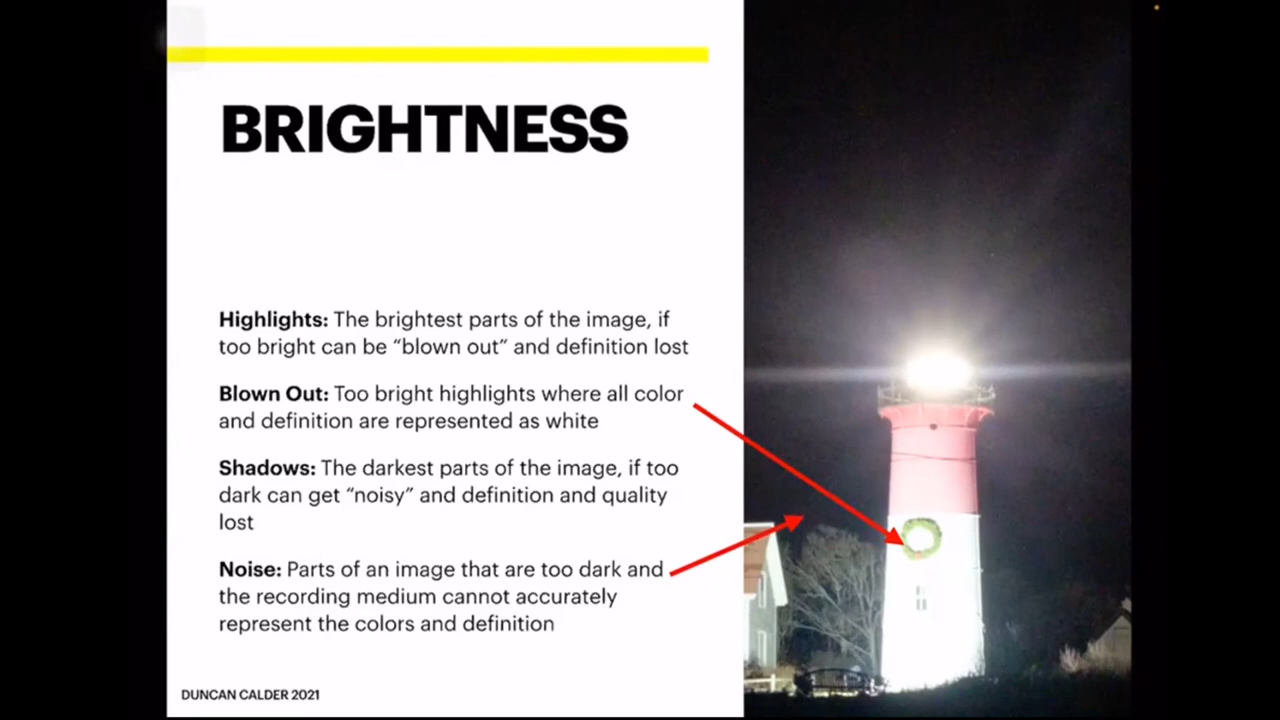 BRIGHTNESS
Highlights: The brightest parts of the image, if
too bright can be “blown out” and definition lost
Blown Out: Too bright highlights where all color
and definition are represented as white
Shadows: The darkest parts of the image, if too
dark can get “noisy” and definition and quality
lost
Noise: Parts of an image that are too dark and
the recording medium cannot accurately
represent the colors and definition
DUNCAN CALDER 2021